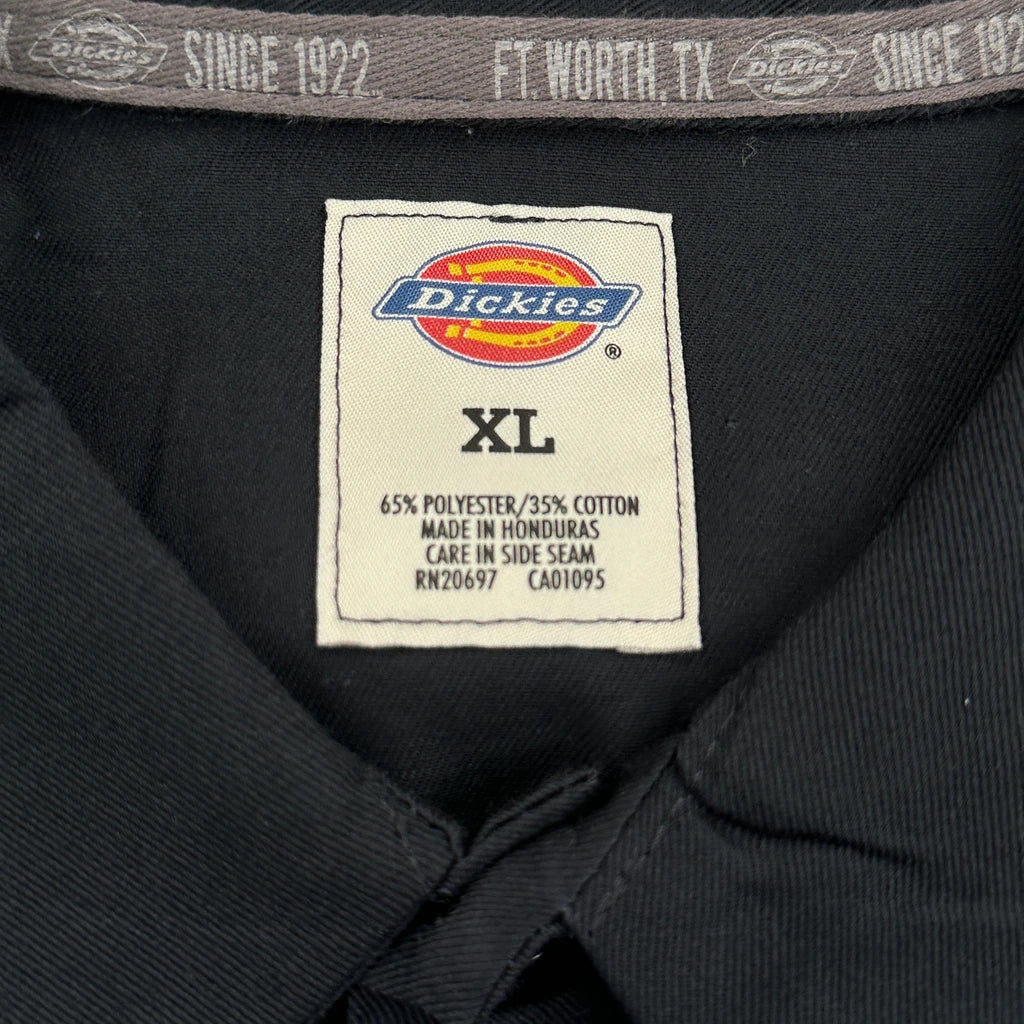 Dickies SINCE 1922 FT. WORTH, TX Dickies SINCE
Dickies®
XL
65% POLYESTER/35% COTTON
MADE IN HONDURAS
CARE IN SIDE SEAM
RN20697 CA01095